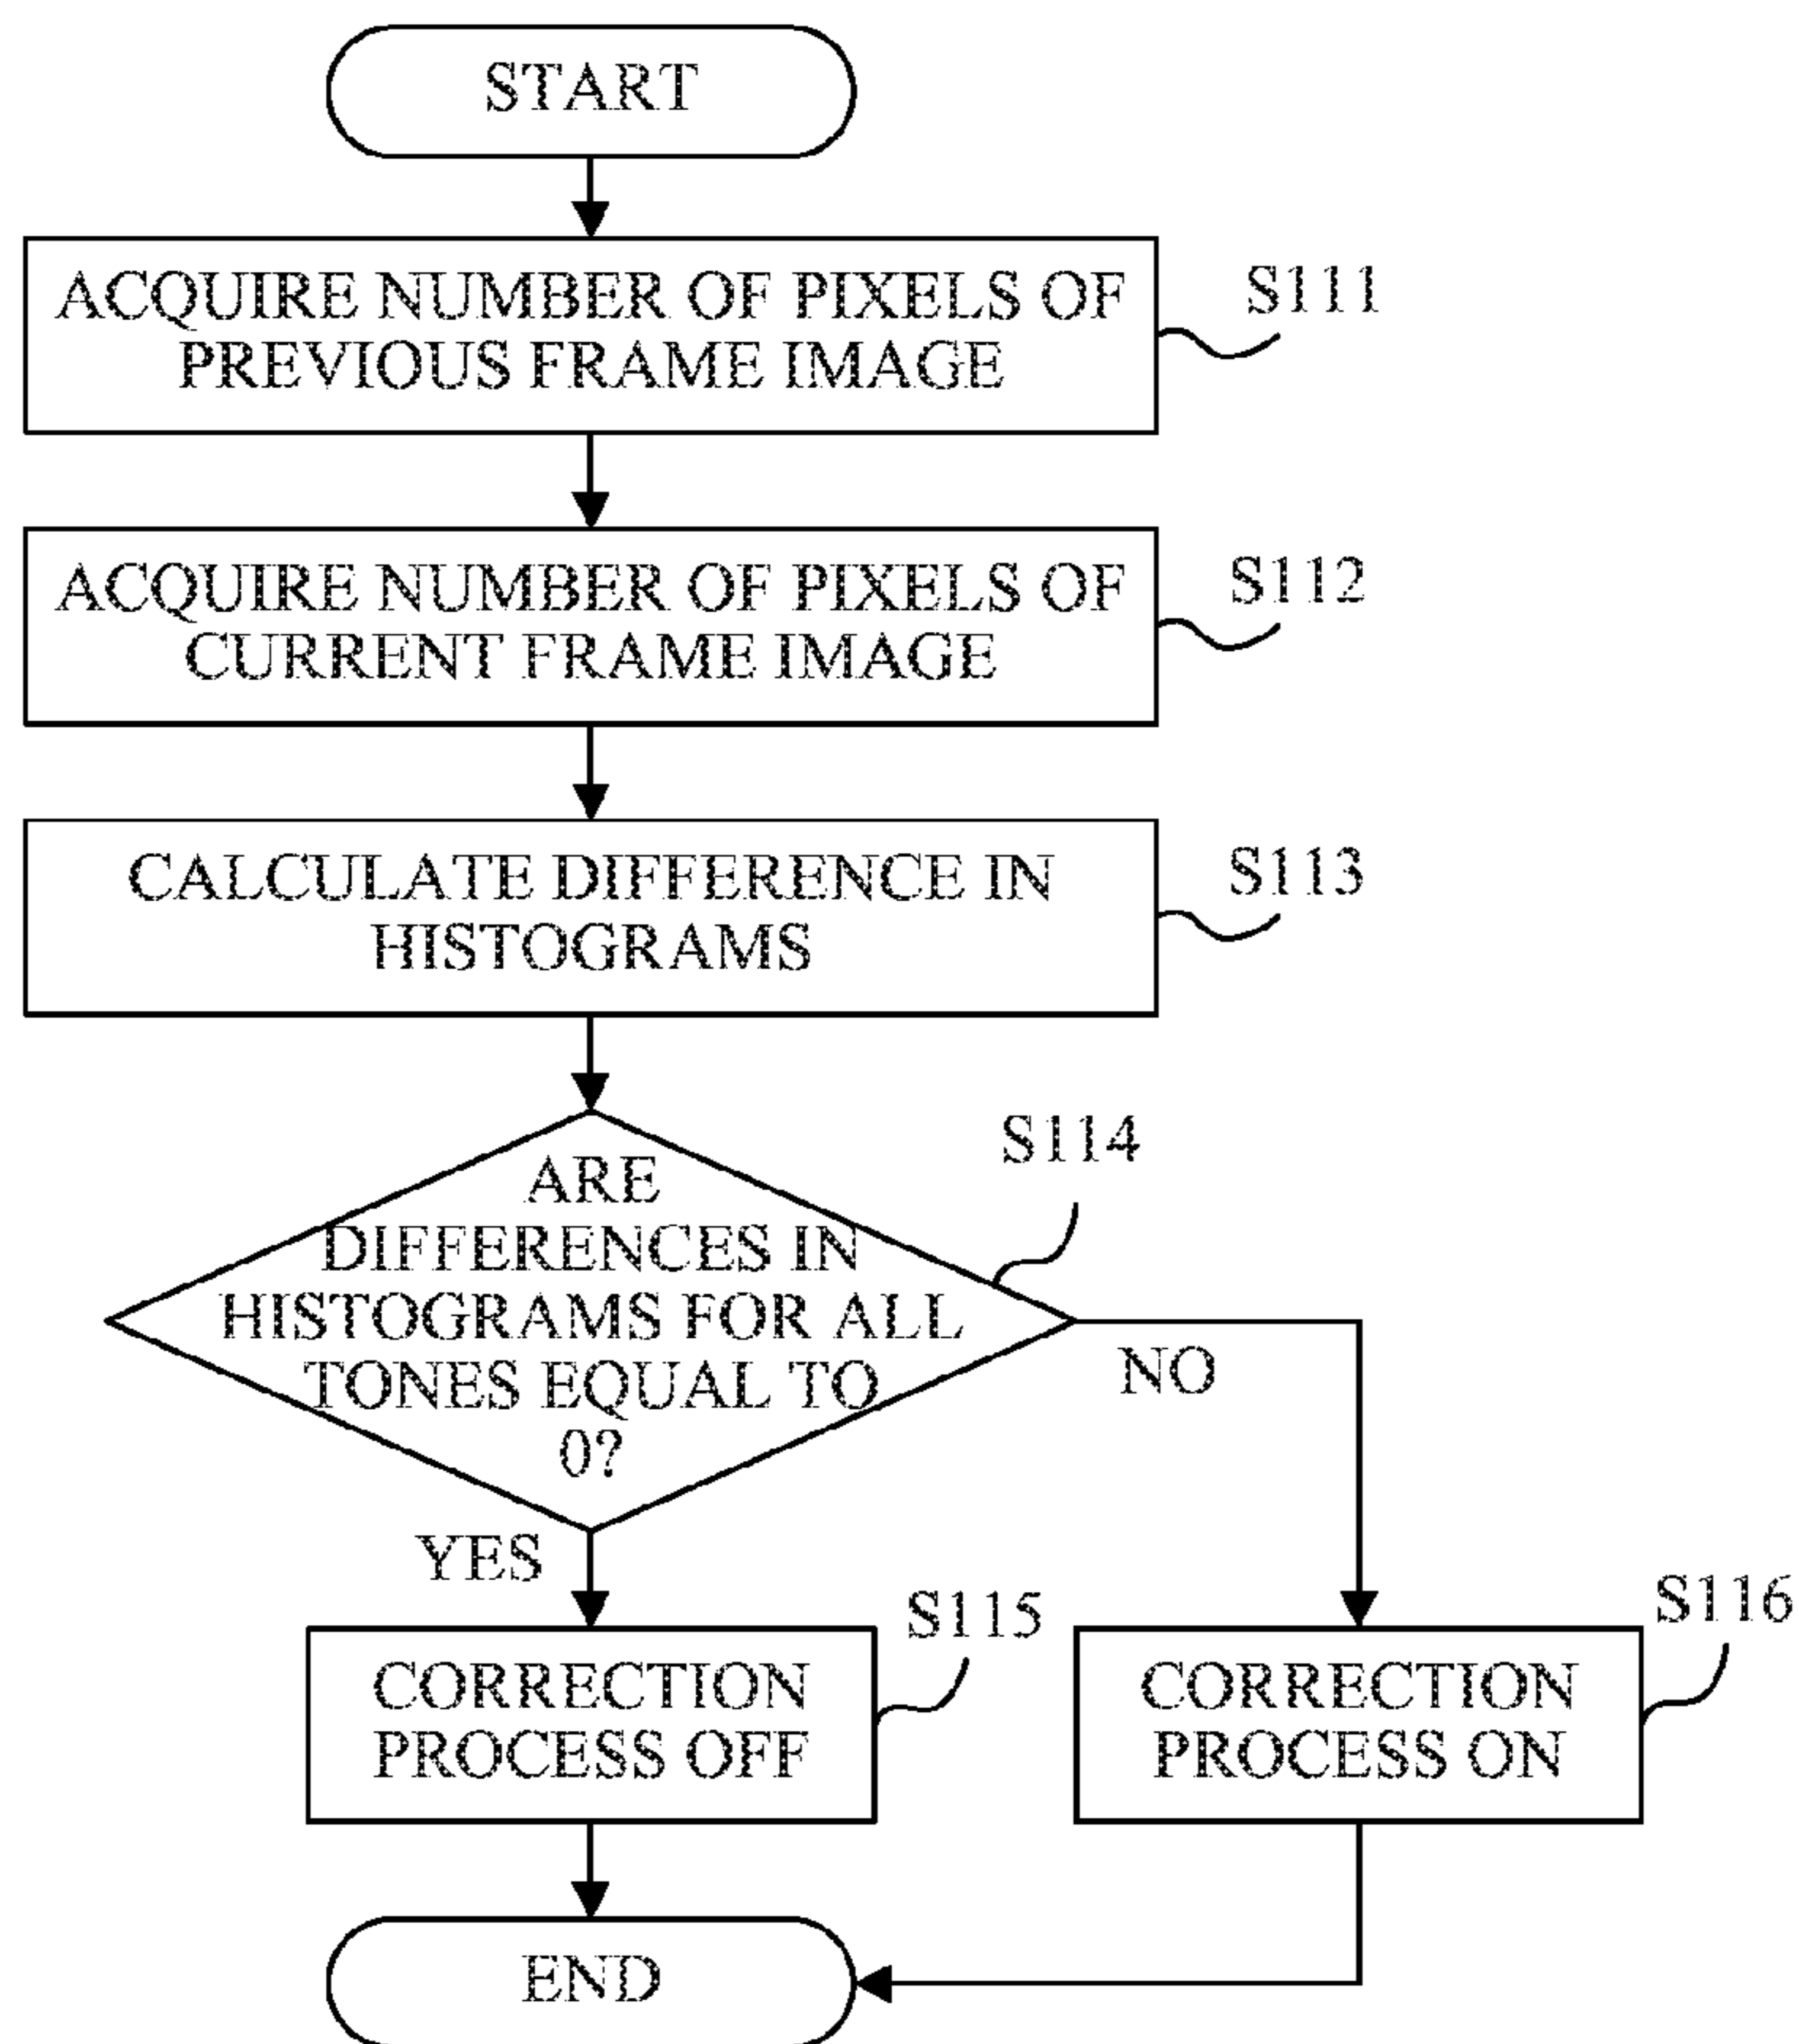 START
ACQUIRE NUMBER OF PIXELS OF
PREVIOUS FRAME IMAGE
S111
ACQUIRE NUMBER OF PIXELS OF
CURRENT FRAME IMAGE
S112
CALCULATE DIFFERENCE IN
HISTOGRAMS
S113
ARE
DIFFERENCES IN
HISTOGRAMS FOR ALL
TONES EQUAL TO
0?
S114
NO
YES
CORRECTION
PROCESS OFF
S115
CORRECTION
PROCESS ON
S116
END